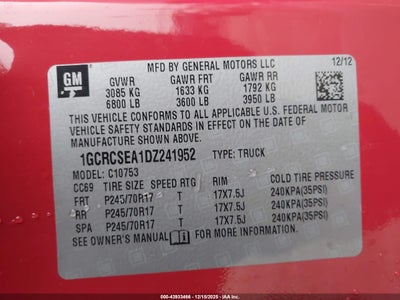 MFD BY GENERAL MOTORS LLC
12/12
GM
GVWR GAWR FRT GAWR RR
3085 KG 1633 KG 1792 KG
6800 LB 3600 LB 3950 LB
THIS VEHICLE CONFORMS TO ALL APPLICABLE U.S. FEDERAL MOTOR
VEHICLE SAFETY STANDARDS IN EFFECT ON THE DATE OF
MANUFACTURE SHOWN ABOVE.
1GCRCSEA1DZ241952 TYPE: TRUCK
MODEL: C10753
CC69 TIRE SIZE SPEED RTG RIM COLD TIRE PRESSURE
FRT P245/70R17 T 17X7.5J 240KPA(35PSI)
RR P245/70R17 T 17X7.5J 240KPA(35PSI)
SPA P245/70R17 T 17X7.5J 240KPA(35PSI)
SEE OWNER'S MANUAL FOR ADDITIONAL INFORMATION.
ID: 000-43933466 - 12/15/2025 - IAA INC.